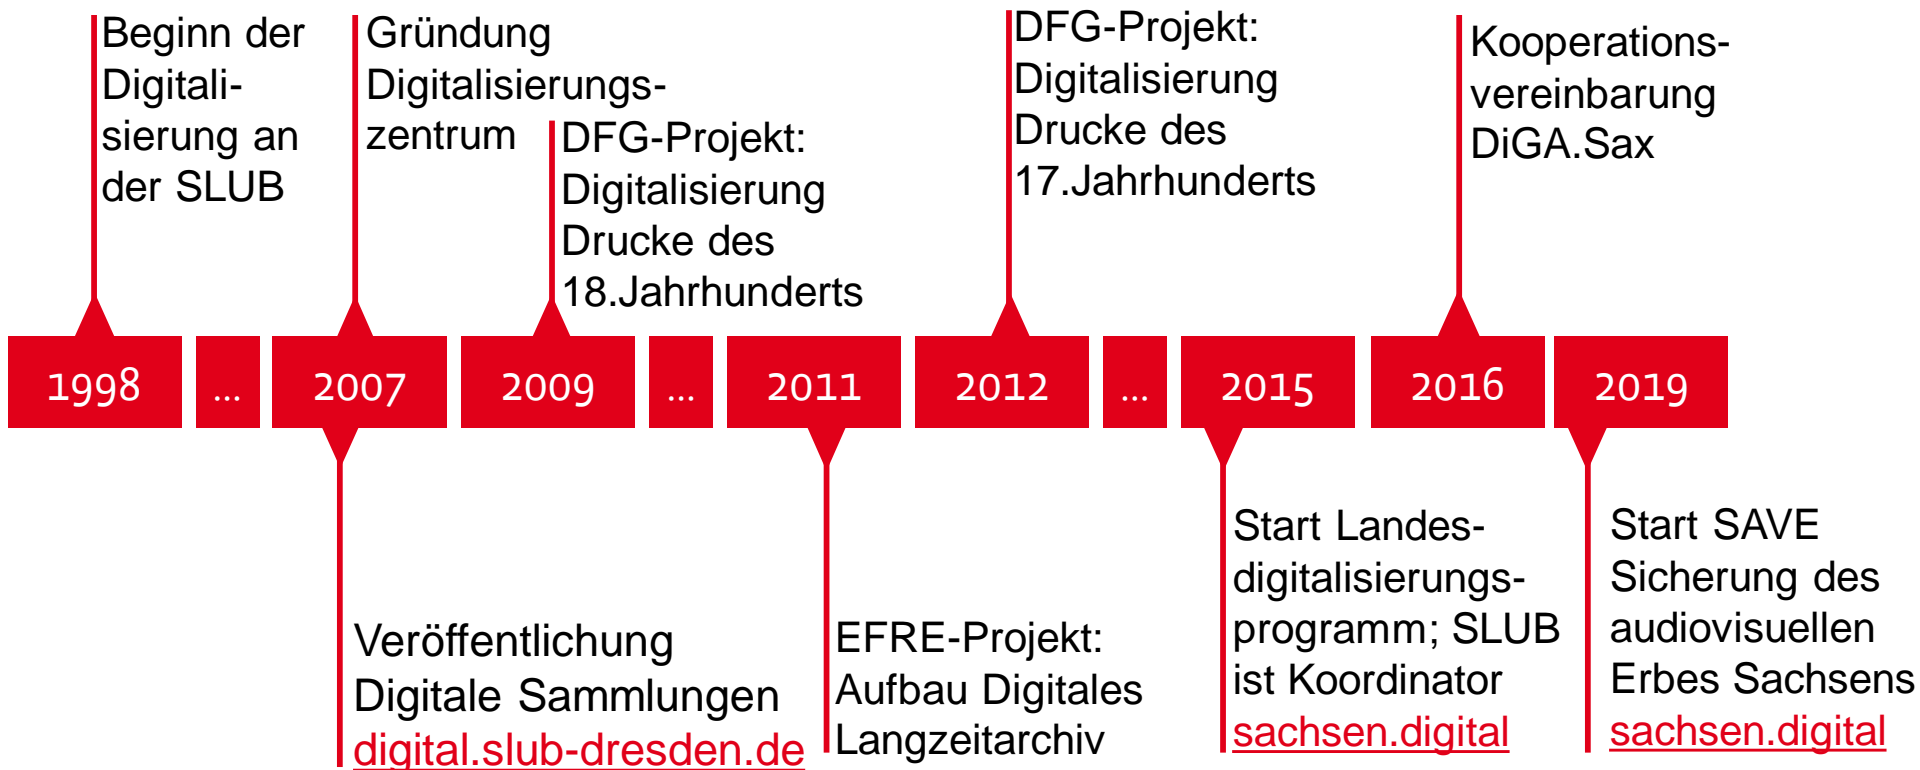 Beginn der
Digitali-
sierung an
der SLUB
Gründung
Digitalisierungs-
zentrum
DFG-Projekt:
Digitalisierung
Drucke des
18.Jahrhunderts
DFG-Projekt:
Digitalisierung
Drucke des
17.Jahrhunderts
Kooperations-
vereinbarung
DiGA.Sax
1998 ... 2007 2009 ... 2011 2012 ... 2015 2016 2019
Veröffentlichung
Digitale Sammlungen
digital.slub-dresden.de
EFRE-Projekt:
Aufbau Digitales
Langzeitarchiv
Start Landes-
digitalisierungs-
programm; SLUB
ist Koordinator
sachsen.digital
Start SAVE
Sicherung des
audiovisuellen
Erbes Sachsens
sachsen.digital